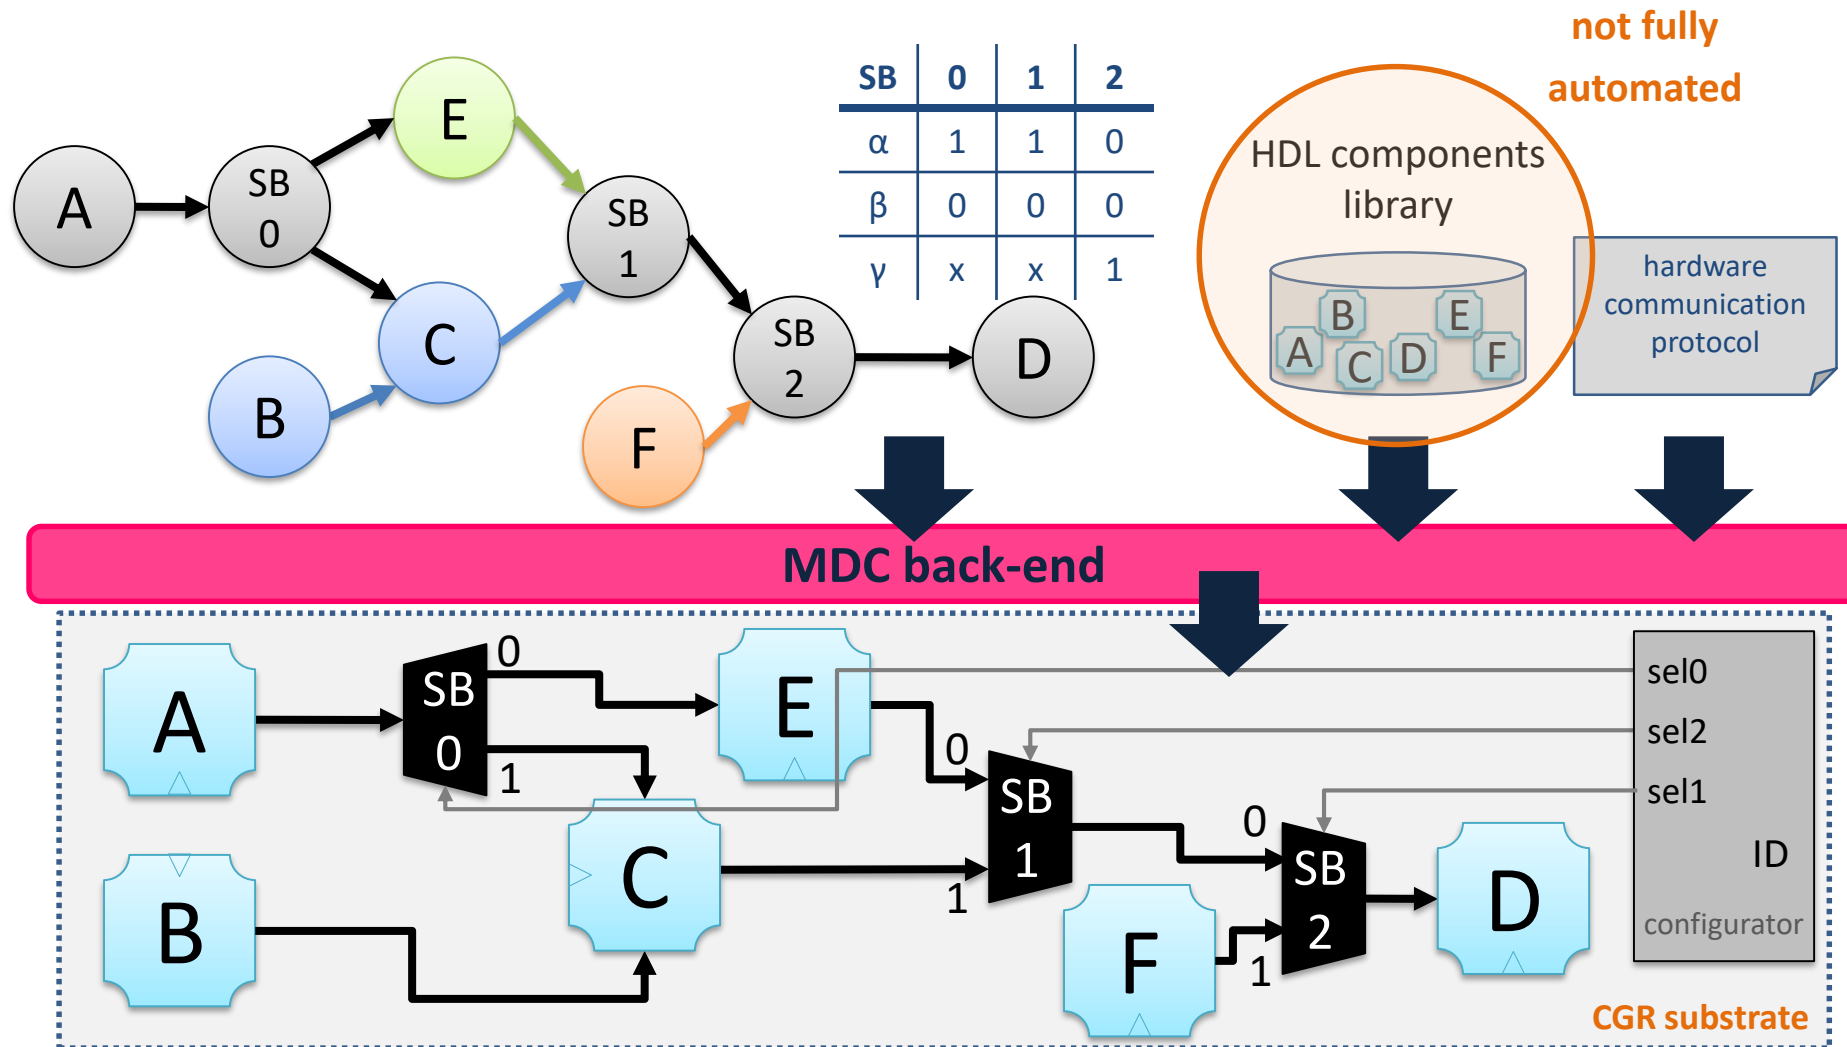 not fully
automated
A
SB
0
E
C
B
SB
1
F
SB
2
D
SB 0 1 2
α 1 1 0
β 0 0 0
γ x x 1
HDL components
library
A B C D E F
hardware
communication
protocol
MDC back-end
A
B
SB
0
0
1
E
C
0
1
SB
1
F
0
1
SB
2
D
sel0
sel2
sel1
ID
configurator
CGR substrate